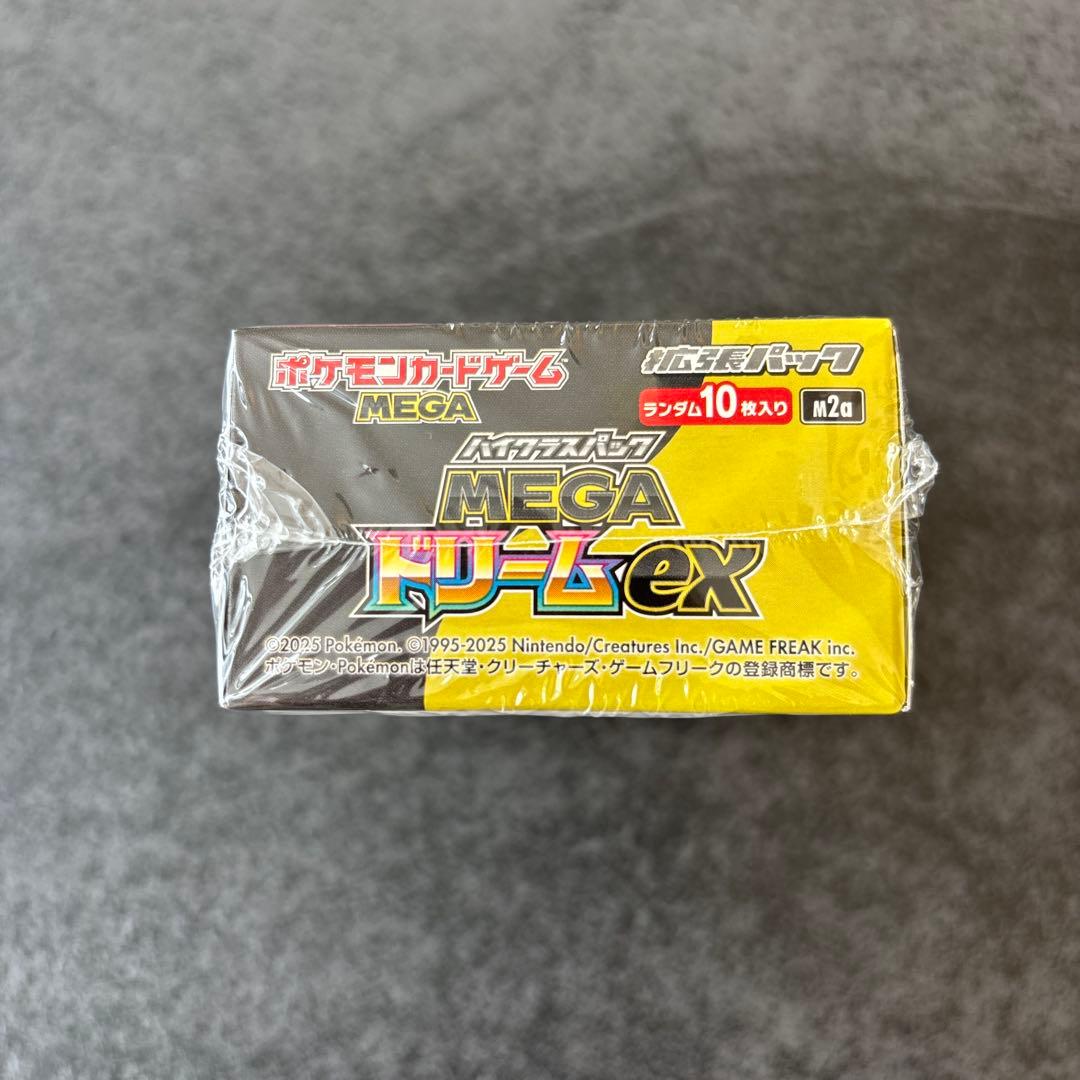 ポケモンカードゲーム™
MEGA
拡張パック
ランダム10枚入り
M2a
ハイクラスパック
MEGA
ドリームex
©2025 Pokémon. ©1995-2025 Nintendo/Creatures Inc./GAME FREAK inc.
ポケモン・Pokémonは任天堂・クリーチャーズ・ゲームフリークの登録商標です。